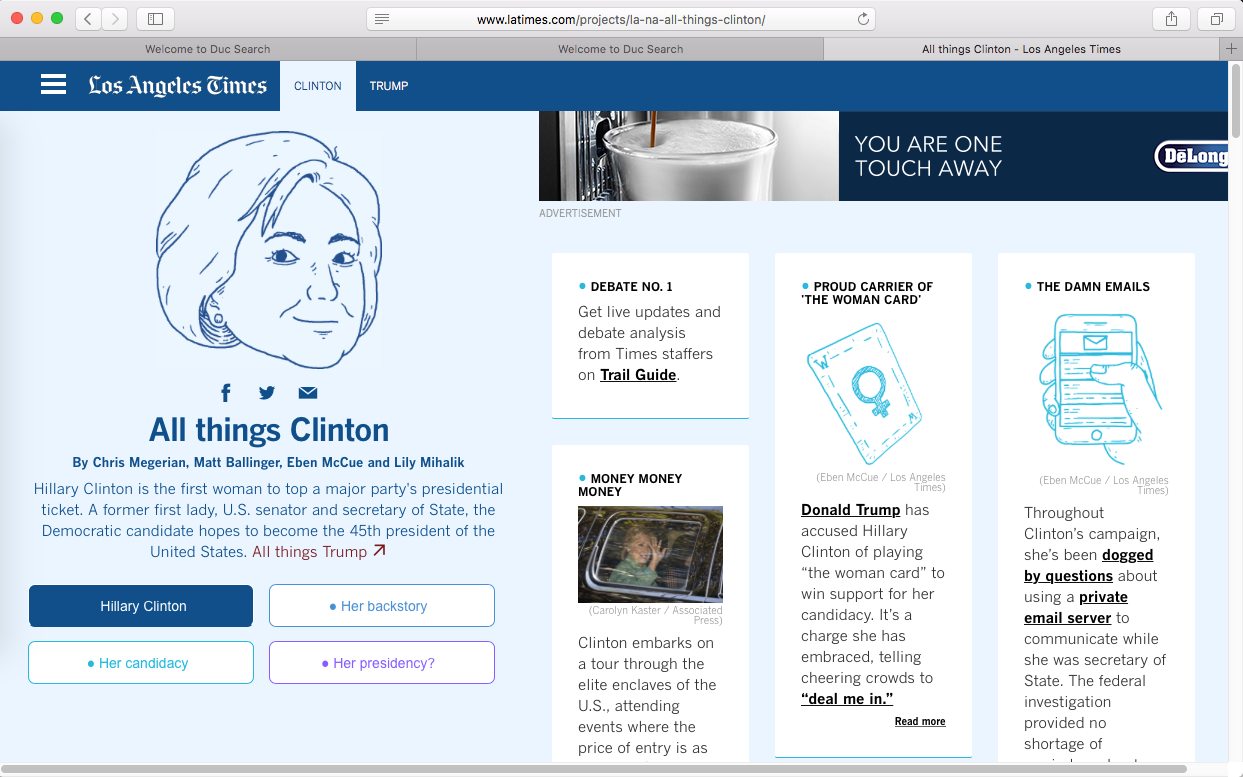 www.latimes.com/projects/la-na-all-things-clinton/
Welcome to Duc Search
Welcome to Duc Search
All things Clinton - Los Angeles Times
Los Angeles Times
CLINTON
TRUMP
YOU ARE ONE
TOUCH AWAY
DēLong
ADVERTISEMENT
All things Clinton
By Chris Megerian, Matt Ballinger, Eben McCue and Lily Mihalik
Hillary Clinton is the first woman to top a major party's presidential
ticket. A former first lady, U.S. senator and secretary of State, the
Democratic candidate hopes to become the 45th president of the
United States. All things Trump
Hillary Clinton
• Her backstory
• Her candidacy
• Her presidency?
• DEBATE NO. 1
Get live updates and
debate analysis
from Times staffers
on Trail Guide.
• MONEY MONEY
MONEY
(Carolyn Kaster / Associated
Press)
Clinton embarks on
a tour through the
elite enclaves of the
U.S., attending
events where the
price of entry is as
• PROUD CARRIER OF
'THE WOMAN CARD'
W
W
(Eben McCue / Los Angeles
Times)
Donald Trump has
accused Hillary
Clinton of playing
“the woman card” to
win support for her
candidacy. It’s a
charge she has
embraced, telling
cheering crowds to
“deal me in.”
Read more
• THE DAMN EMAILS
(Eben McCue / Los Angeles
Times)
Throughout
Clinton’s campaign,
she’s been dogged
by questions about
using a private
email server to
communicate while
she was secretary of
State. The federal
investigation
provided no
shortage of